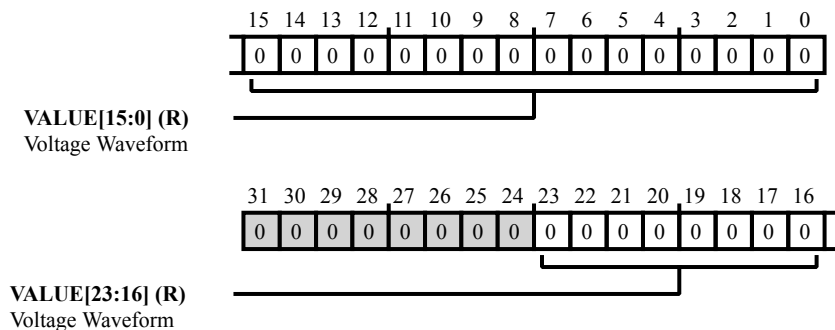 15 14 13 12 11 10 9 8 7 6 5 4 3 2 1 0
0 0 0 0 0 0 0 0 0 0 0 0 0 0 0 0
VALUE[15:0] (R)
Voltage Waveform
31 30 29 28 27 26 25 24 23 22 21 20 19 18 17 16
0 0 0 0 0 0 0 0 0 0 0 0 0 0 0 0
VALUE[23:16] (R)
Voltage Waveform